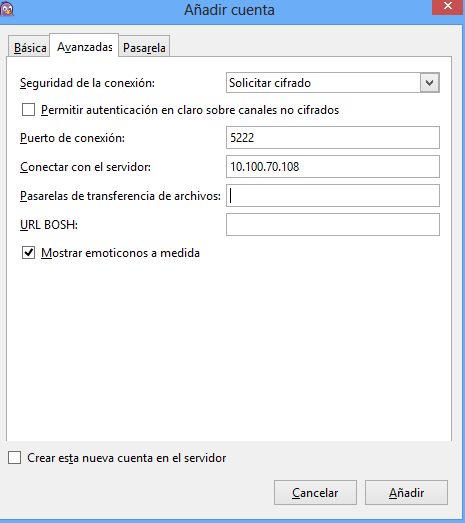 Añadir cuenta
Básica Avanzadas Pasarela
Seguridad de la conexión: Solicitar cifrado
Permitir autenticación en claro sobre canales no cifrados
Puerto de conexión: 5222
Conectar con el servidor: 10.100.70.108
Pasarelas de transferencia de archivos:
URL BOSH:
Mostrar emoticonos a medida
Crear esta nueva cuenta en el servidor
Cancelar Añadir